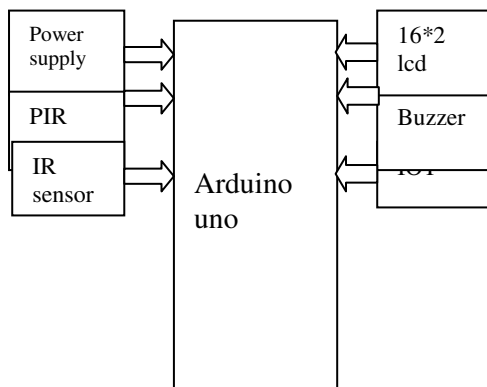 Power
supply
PIR
IR
sensor
Arduino
uno
16*2
lcd
Buzzer